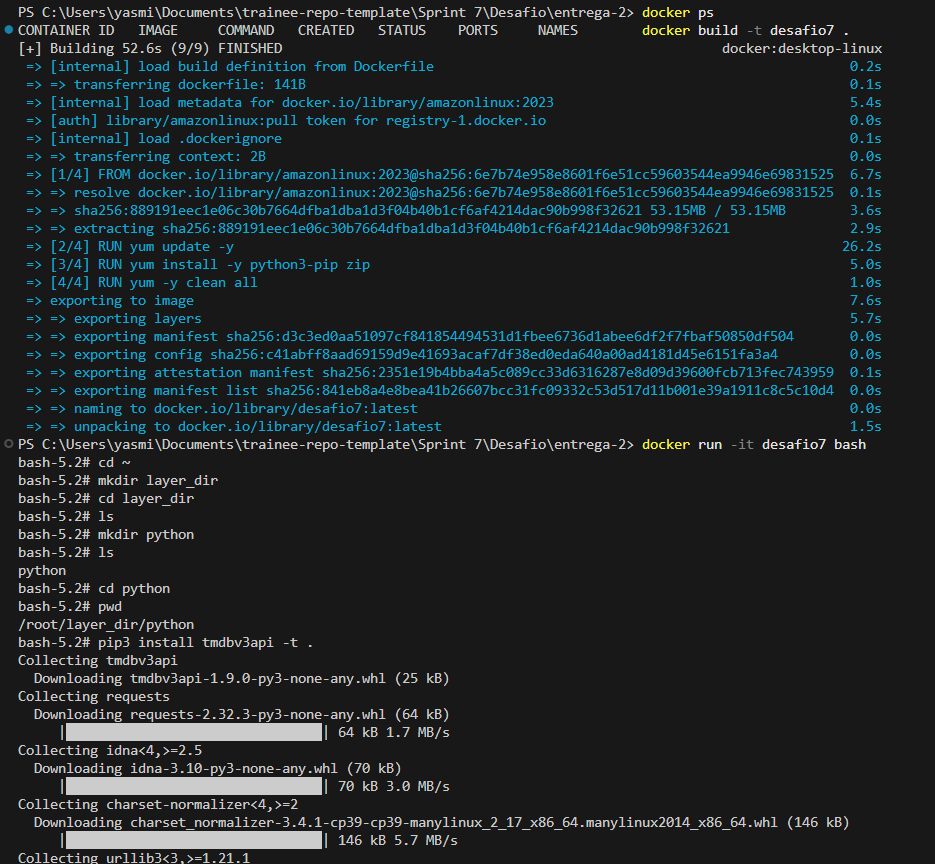 PS C:\Users\yasmi\Documents\trainee-repo-template\Sprint 7\Desafio\entrega-2> docker ps
CONTAINER ID   IMAGE     COMMAND   CREATED   STATUS    PORTS     NAMES        docker build -t desafio7 .
[+] Building 52.6s (9/9) FINISHED                                                        docker:desktop-linux
 => [internal] load build definition from Dockerfile                                                     0.2s
 => => transferring dockerfile: 141B                                                                     0.1s
 => [internal] load metadata for docker.io/library/amazonlinux:2023                                      5.4s
 => [auth] library/amazonlinux:pull token for registry-1.docker.io                                       0.0s
 => [internal] load .dockerignore                                                                        0.1s
 => => transferring context: 2B                                                                          0.0s
 => [1/4] FROM docker.io/library/amazonlinux:2023@sha256:6e7b74e958e8601f6e51cc59603544ea9946e69831525   6.7s
 => => resolve docker.io/library/amazonlinux:2023@sha256:6e7b74e958e8601f6e51cc59603544ea9946e69831525   0.1s
 => => sha256:889191eec1e06c30b7664dfba1dba1d3f04b40b1cf6af4214dac90b998f32621 53.15MB / 53.15MB         3.6s
 => => extracting sha256:889191eec1e06c30b7664dfba1dba1d3f04b40b1cf6af4214dac90b998f32621                2.9s
 => [2/4] RUN yum update -y                                                                             26.2s
 => [3/4] RUN yum install -y python3-pip zip                                                             5.0s
 => [4/4] RUN yum -y clean all                                                                           1.0s
 => exporting to image                                                                                   7.6s
 => => exporting layers                                                                                  5.7s
 => => exporting manifest sha256:d3c3ed0aa51097cf841854494531d1fbee6736d1abee6df2f7fbaf50850df504        0.0s
 => => exporting config sha256:c41abff8aad69159d9e41693acaf7df38ed0eda640a00ad4181d45e6151fa3a4          0.0s
 => => exporting attestation manifest sha256:2351e19b4bba4a5c089cc33d6316287e8d09d39600fcb713fec743959   0.1s
 => => exporting manifest list sha256:841eb8a4e8bea41b26607bcc31fc09332c53d517d11b001e39a1911c8c5c10d4   0.0s
 => => naming to docker.io/library/desafio7:latest                                                       0.0s
 => => unpacking to docker.io/library/desafio7:latest                                                    1.5s
PS C:\Users\yasmi\Documents\trainee-repo-template\Sprint 7\Desafio\entrega-2> docker run -it desafio7 bash
bash-5.2# cd ~
bash-5.2# mkdir layer_dir
bash-5.2# cd layer_dir
bash-5.2# ls
bash-5.2# mkdir python
bash-5.2# ls
python
bash-5.2# cd python
bash-5.2# pwd
/root/layer_dir/python
bash-5.2# pip3 install tmdbv3api -t .
Collecting tmdbv3api
  Downloading tmdbv3api-1.9.0-py3-none-any.whl (25 kB)
Collecting requests
  Downloading requests-2.32.3-py3-none-any.whl (64 kB)
     | 64 kB 1.7 MB/s
Collecting idna<4,>=2.5
  Downloading idna-3.10-py3-none-any.whl (70 kB)
     | 70 kB 3.0 MB/s
Collecting charset-normalizer<4,>=2
  Downloading charset_normalizer-3.4.1-cp39-cp39-manylinux_2_17_x86_64.manylinux2014_x86_64.whl (146 kB)
     | 146 kB 5.7 MB/s
Collecting urllib3<3,>=1.21.1